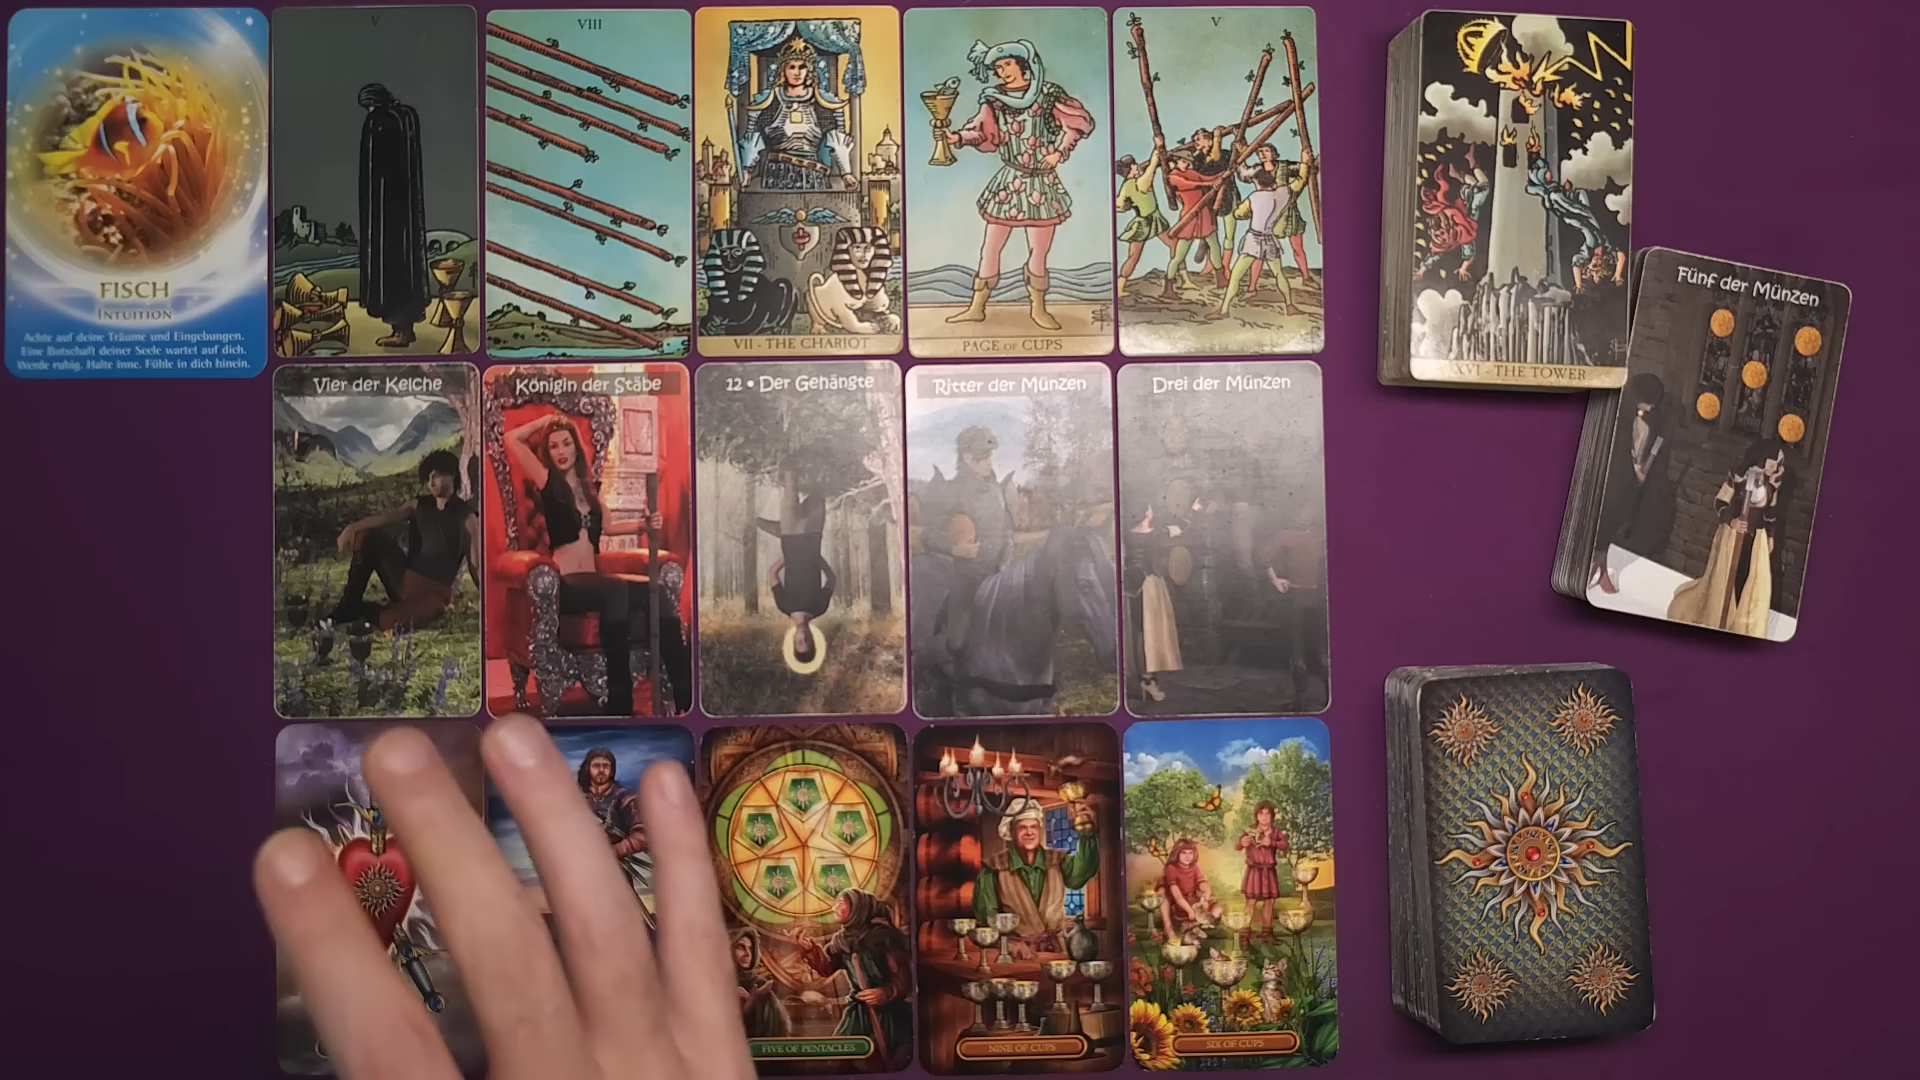 FISCH
INTUITION
Achte auf deine Träume und Eingebungen.
Eine Botschaft deiner Seele wartet auf dich.
Werde ruhig. Halte inne. Fühle in dich hinein.
V
VIII
VII - THE CHARIOT
PAGE OF CUPS
V
XVI - THE TOWER
Fünf der Münzen
Vier der Kelche
Königin der Stäbe
12 • Der Gehängte
Ritter der Münzen
Drei der Münzen
FIVE OF PENTACLES
NINE OF CUPS
SIX OF CUPS